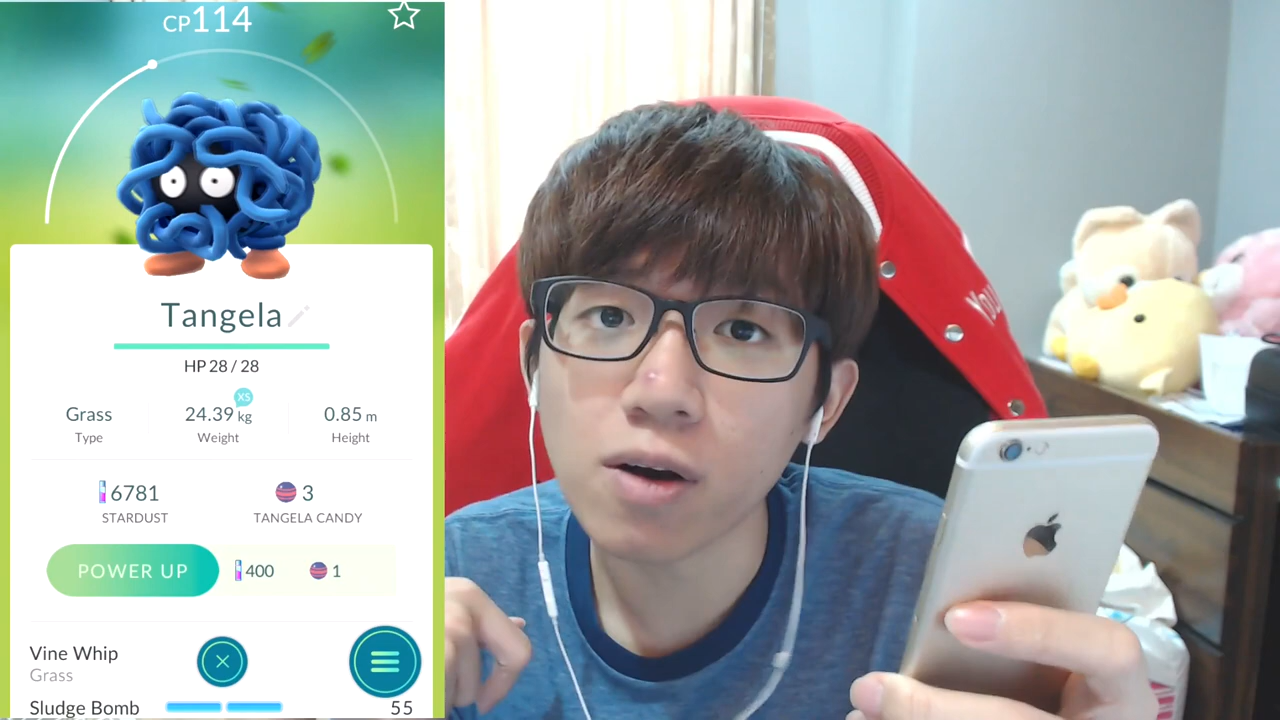 CP114
Tangela
HP 28 / 28
XS
Grass 24.39 kg 0.85 m
Type Weight Height
6781 3
STARDUST TANGELA CANDY
POWER UP 400 1
Vine Whip
Grass
Sludge Bomb 55
You